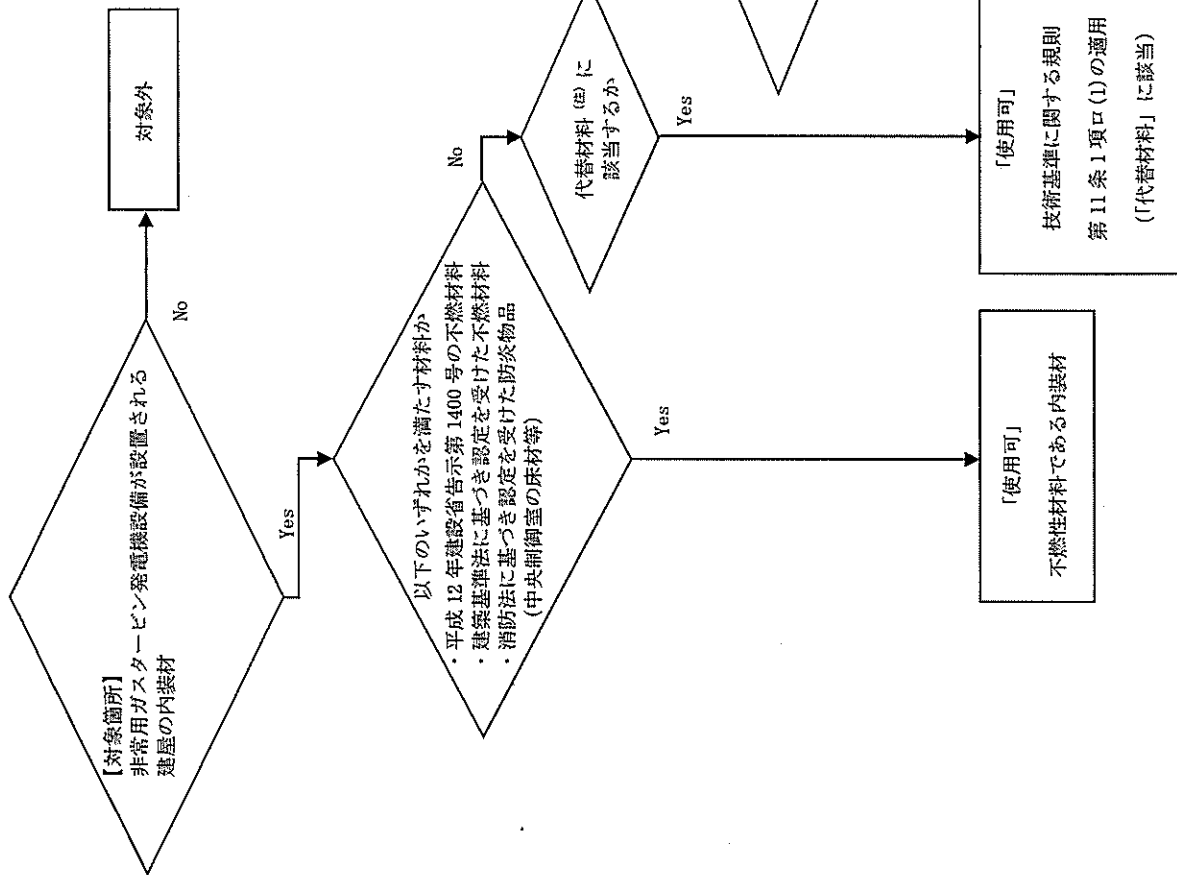 【対象箇所】
非常用ガスタービン発電機設備が設置される
建屋の内装材
No
対象外
Yes
以下のいずれかを満たす材料か
・平成 12 年建設省告示第 1400 号の不燃材料
・建築基準法に基づき認定を受けた不燃材料
・消防法に基づき認定を受けた防炎物品
(中央制御室の床材等)
No
代替材料(注)に
該当するか
Yes
Yes
「使用可」
不燃性材料である内装材
「使用可」
技術基準に関する規則
第 11 条 1 項ロ(1)の適用
(「代替材料」に該当)